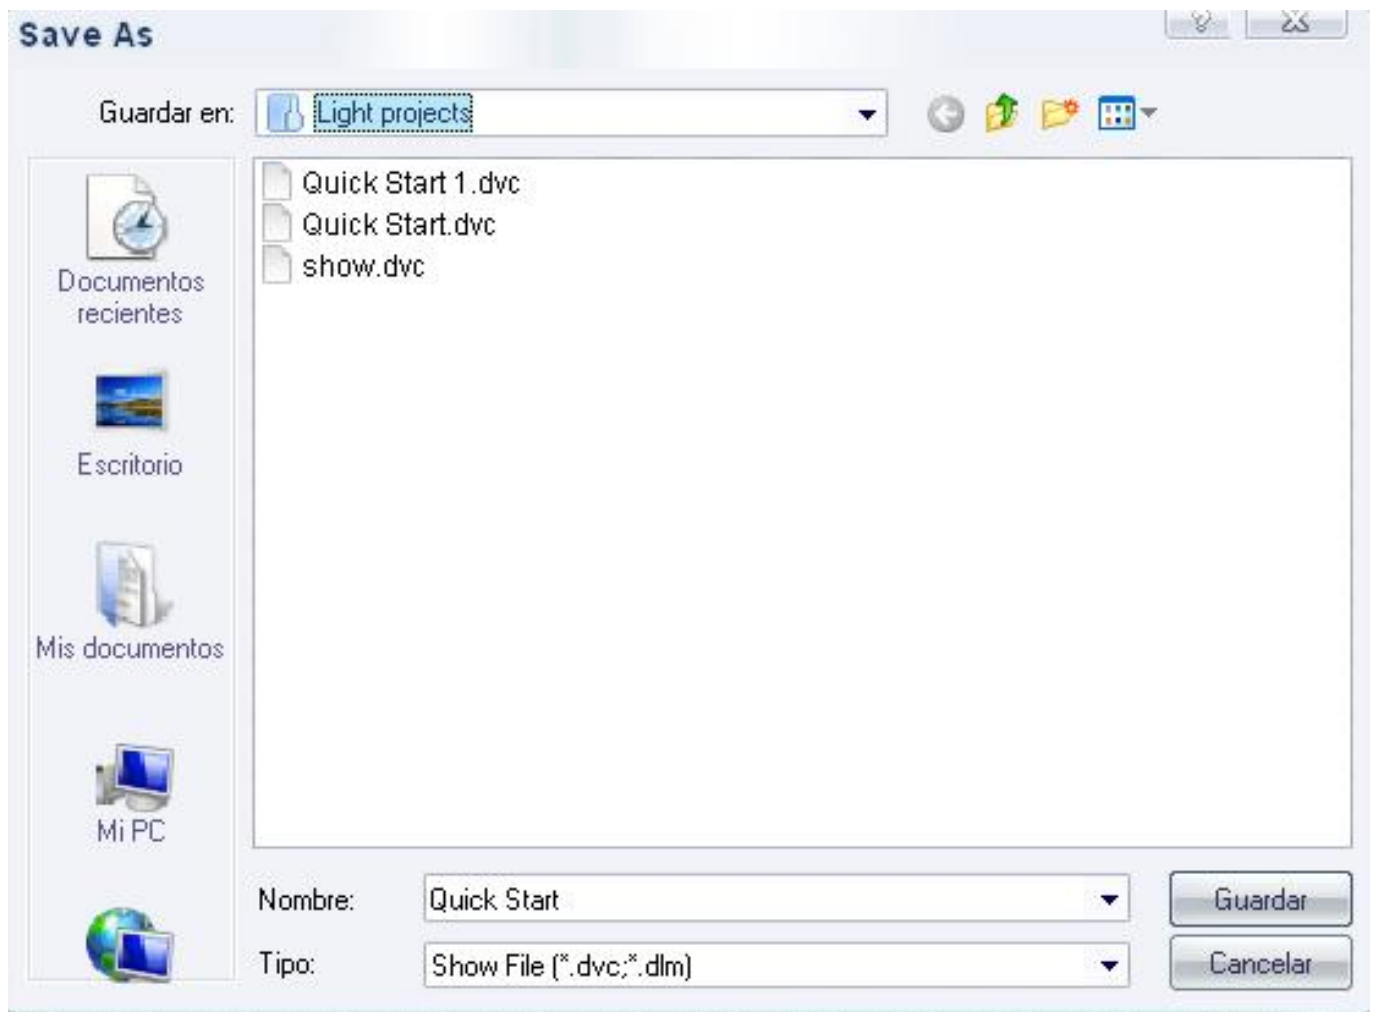 Save As
Guardar en:
Light projects
Quick Start 1.dvc
Quick Start.dvc
show.dvc
Documentos
recientes
Escritorio
Mis documentos
Mi PC
Nombre:
Quick Start
Guardar
Tipo:
Show File (*.dvc;*.dlm)
Cancelar